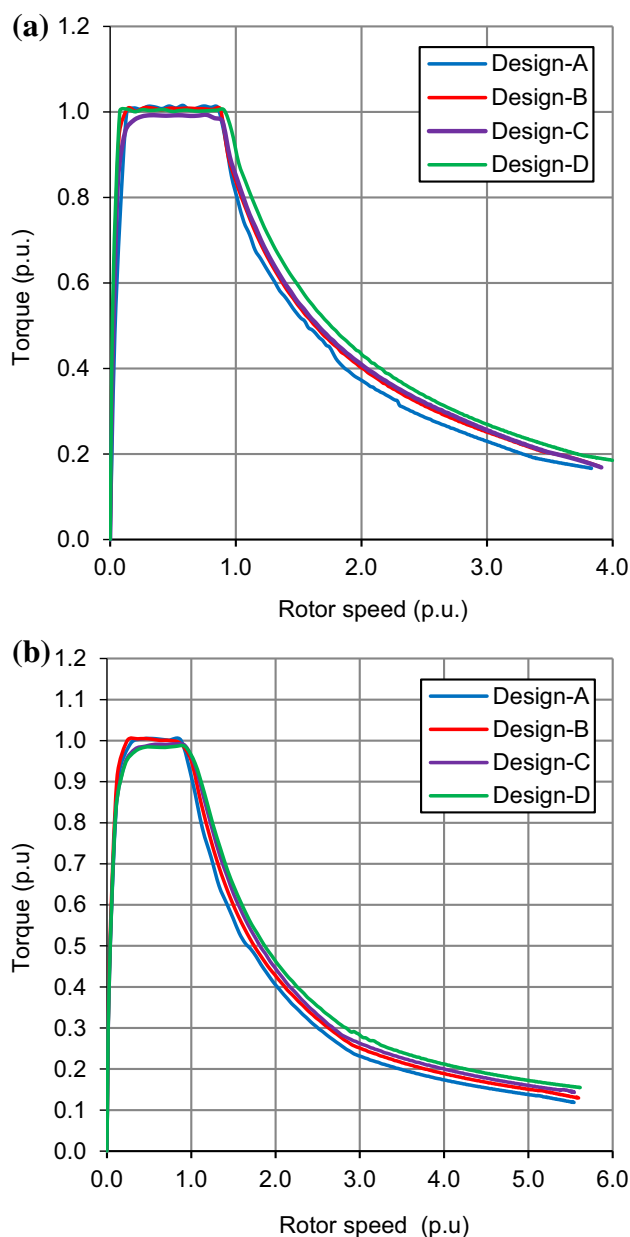 (a)
1.2
1.0
0.8
0.6
0.4
0.2
0.0
Torque (p.u.)
Design-A
Design-B
Design-C
Design-D
0.0 1.0 2.0 3.0 4.0
Rotor speed (p.u.)
(b)
1.2
1.1
1.0
0.9
0.8
0.7
0.6
0.5
0.4
0.3
0.2
0.1
0.0
Torque (p.u)
Design-A
Design-B
Design-C
Design-D
0.0 1.0 2.0 3.0 4.0 5.0 6.0
Rotor speed (p.u)